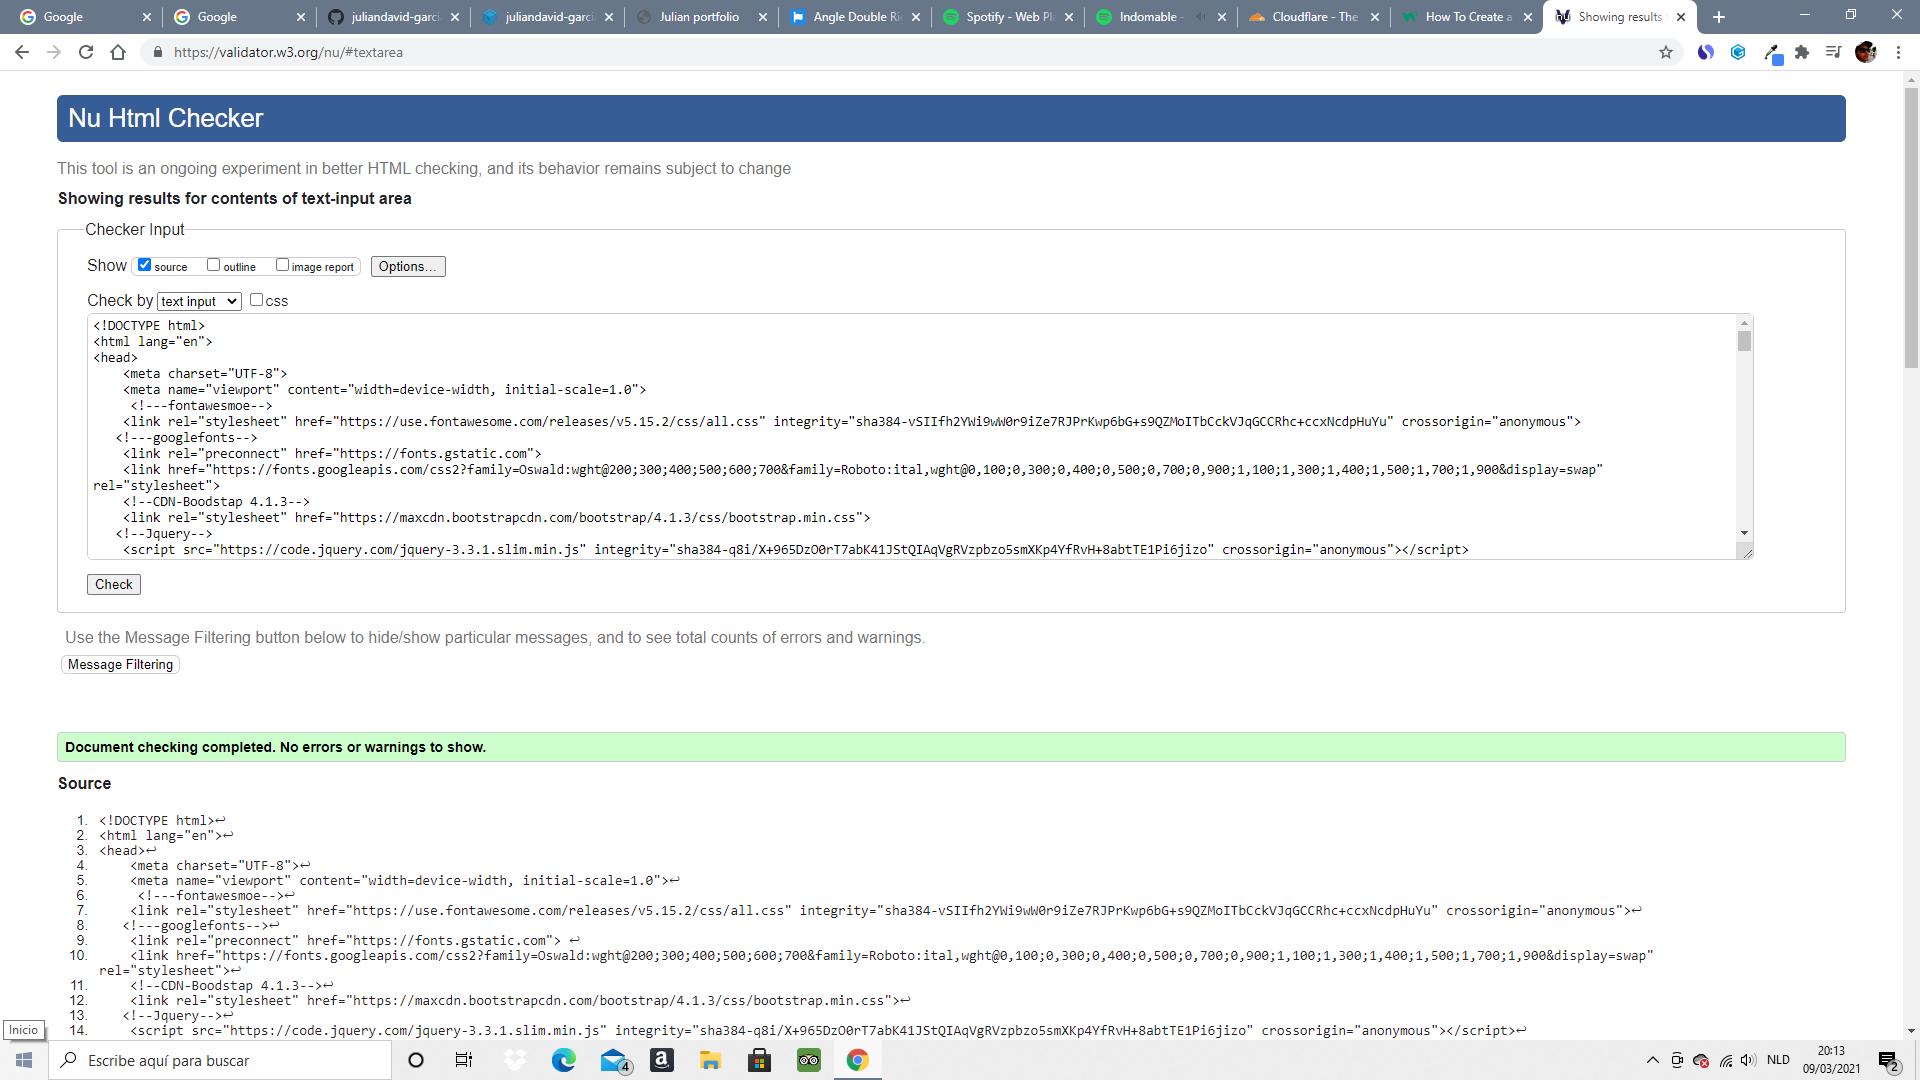 Google
Google
juliandavid-garci
juliandavid-garci
Julian portfolio
Angle Double Ri
Spotify - Web Pl
Indomable -
Cloudflare - The
How To Create a
Showing results
https://validator.w3.org/nu/#textarea
Nu Html Checker
This tool is an ongoing experiment in better HTML checking, and its behavior remains subject to change
Showing results for contents of text-input area
Checker Input
Show source outline image report Options...
Check by text input css
<!DOCTYPE html>
<html lang="en">
<head>
<meta charset="UTF-8">
<meta name="viewport" content="width=device-width, initial-scale=1.0">
<!---fontawesmoe-->
<link rel="stylesheet" href="https://use.fontawesome.com/releases/v5.15.2/css/all.css" integrity="sha384-vSIIfh2YWi9wW0r9iZe7RJPrKwp6bG+s9QZMoITbCckVJqGCCRhc+ccxNcdpHuYu" crossorigin="anonymous">
<!---googlefonts-->
<link rel="preconnect" href="https://fonts.gstatic.com">
<link href="https://fonts.googleapis.com/css2?family=Oswald:wght@200;300;400;500;600;700&family=Roboto:ital,wght@0,100;0,300;0,400;0,500;0,700;0,900;1,100;1,300;1,400;1,500;1,700;1,900&display=swap"
rel="stylesheet">
<!--CDN-Boodstap 4.1.3-->
<link rel="stylesheet" href="https://maxcdn.bootstrapcdn.com/bootstrap/4.1.3/css/bootstrap.min.css">
<!--Jquery-->
<script src="https://code.jquery.com/jquery-3.3.1.slim.min.js" integrity="sha384-q8i/X+965DzO0rT7abK41JStQIAqVgRVzpbzo5smXKp4YfRvH+8abtTE1Pi6jizo" crossorigin="anonymous"></script>
Check
Use the Message Filtering button below to hide/show particular messages, and to see total counts of errors and warnings.
Message Filtering
Document checking completed. No errors or warnings to show.
Source
1. <!DOCTYPE html>↩
2. <html lang="en">↩
3. <head>↩
4. <meta charset="UTF-8">↩
5. <meta name="viewport" content="width=device-width, initial-scale=1.0">↩
6. <!---fontawesmoe-->↩
7. <link rel="stylesheet" href="https://use.fontawesome.com/releases/v5.15.2/css/all.css" integrity="sha384-vSIIfh2YWi9wW0r9iZe7RJPrKwp6bG+s9QZMoITbCckVJqGCCRhc+ccxNcdpHuYu" crossorigin="anonymous">↩
8. <!---googlefonts-->↩
9. <link rel="preconnect" href="https://fonts.gstatic.com"> ↩
10. <link href="https://fonts.googleapis.com/css2?family=Oswald:wght@200;300;400;500;600;700&family=Roboto:ital,wght@0,100;0,300;0,400;0,500;0,700;0,900;1,100;1,300;1,400;1,500;1,700;1,900&display=swap"
rel="stylesheet">↩
11. <!--CDN-Boodstap 4.1.3-->↩
12. <link rel="stylesheet" href="https://maxcdn.bootstrapcdn.com/bootstrap/4.1.3/css/bootstrap.min.css">↩
13. <!--Jquery-->↩
14. <script src="https://code.jquery.com/jquery-3.3.1.slim.min.js" integrity="sha384-q8i/X+965DzO0rT7abK41JStQIAqVgRVzpbzo5smXKp4YfRvH+8abtTE1Pi6jizo" crossorigin="anonymous"></script>↩
Inicio
Escribe aquí para buscar
4
a
NLD
20:13
09/03/2021
2